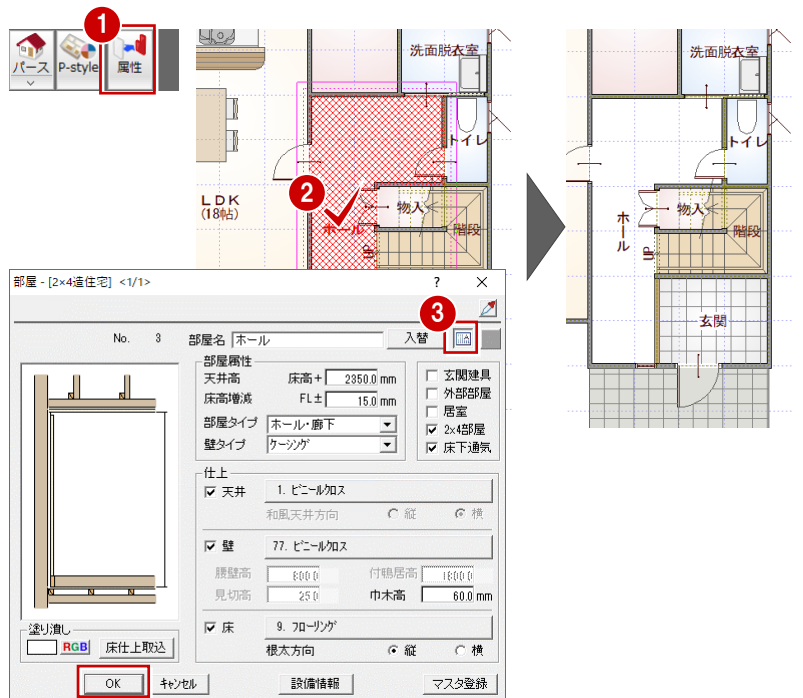 1
パース
P-style
属性
洗面脱衣室
トイレ
2
LDK
(18帖)
ホール
物入
階段
UP
洗面脱衣室
トイレ
物入
ホール
階段
UP
玄関
部屋 - [2×4造住宅] <1/1>
? ×
3
No. 3 部屋名 ホール 入替
部屋属性
天井高 床高+ 2350.0 mm
床高増減 FL± 15.0 mm
部屋タイプ ホール・廊下
壁タイプ ケーシング
玄関建具
外部部屋
居室
2×4部屋
床下通気
仕上
天井 1. ビニールクロス
和風天井方向 縦 横
壁 77. ビニールクロス
腰壁高 800.0 付鴨居高 1800.0
見切高 25.0 巾木高 60.0 mm
床 9. フローリング
根太方向 縦 横
塗り潰し
RGB 床仕上取込
OK キャンセル 設備情報 マスタ登録